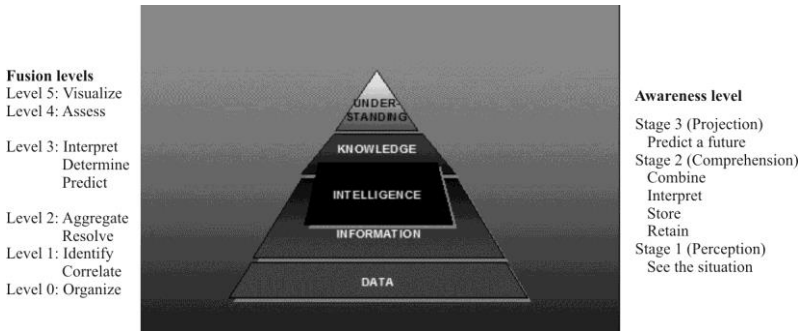 Fusion levels
Level 5: Visualize
Level 4: Assess
Level 3: Interpret
Determine
Predict
Level 2: Aggregate
Resolve
Level 1: Identify
Correlate
Level 0: Organize
UNDER-
STANDING
KNOWLEDGE
INTELLIGENCE
INFORMATION
DATA
Awareness level
Stage 3 (Projection)
Predict a future
Stage 2 (Comprehension)
Combine
Interpret
Store
Retain
Stage 1 (Perception)
See the situation